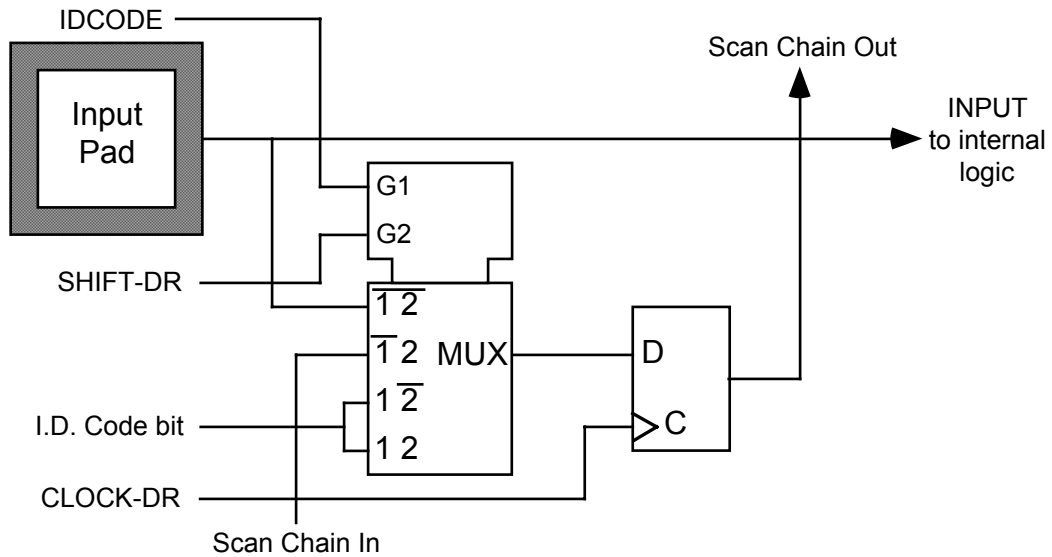 IDCODE
Scan Chain Out
Input
Pad
INPUT
to internal
logic
G1
G2
SHIFT-DR
1 2
1 2
MUX
D
1 2
I.D. Code bit
C
1 2
CLOCK-DR
Scan Chain In